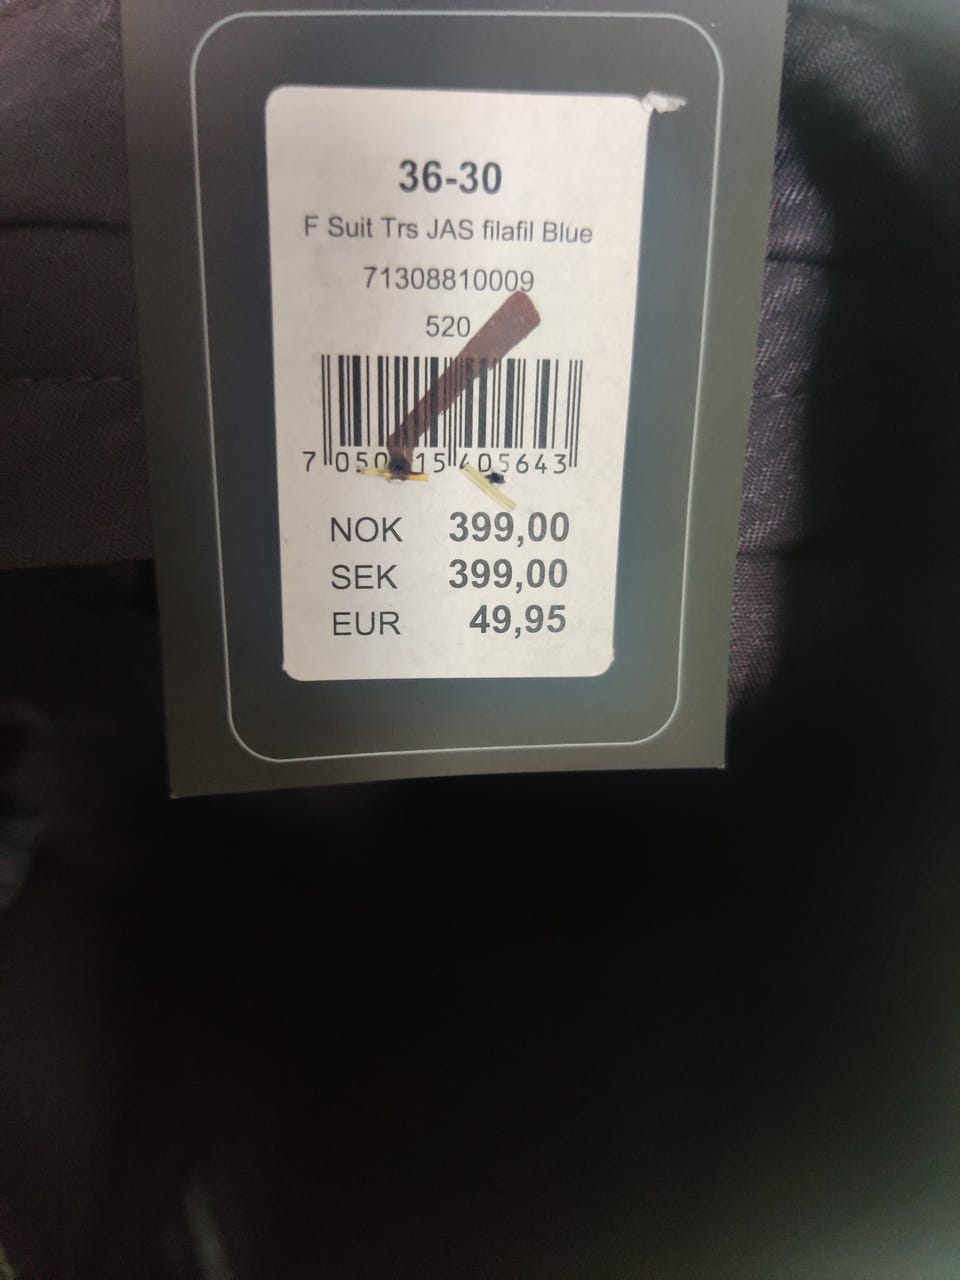 36-30
F Suit Trs JAS filafil Blue
71308810009
520
NOK 399,00
SEK 399,00
EUR 49,95